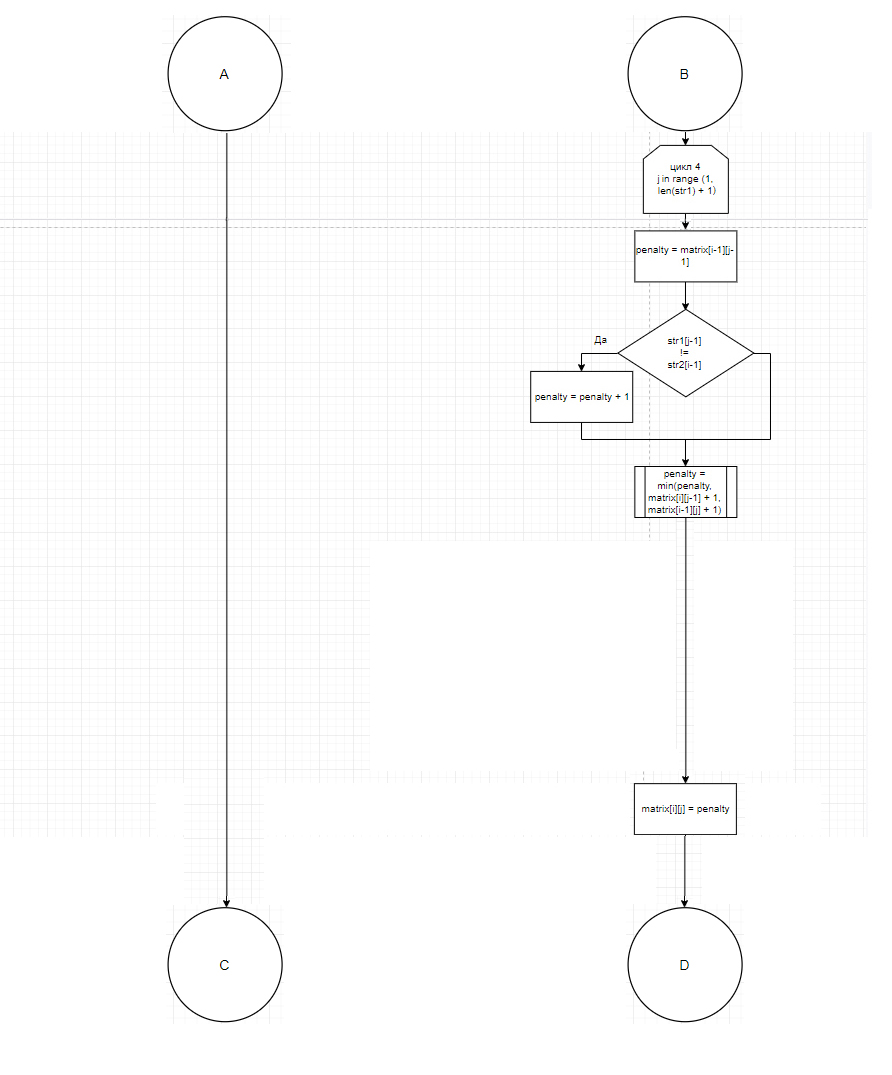 A
B
цикл 4
j in range (1,
len(str1) + 1)
penalty = matrix[i-1][j-
1]
Да
str1[j-1]
!=
str2[i-1]
penalty = penalty + 1
penalty =
min(penalty,
matrix[i][j-1] + 1,
matrix[i-1][j] + 1)
matrix[i][j] = penalty
C
D